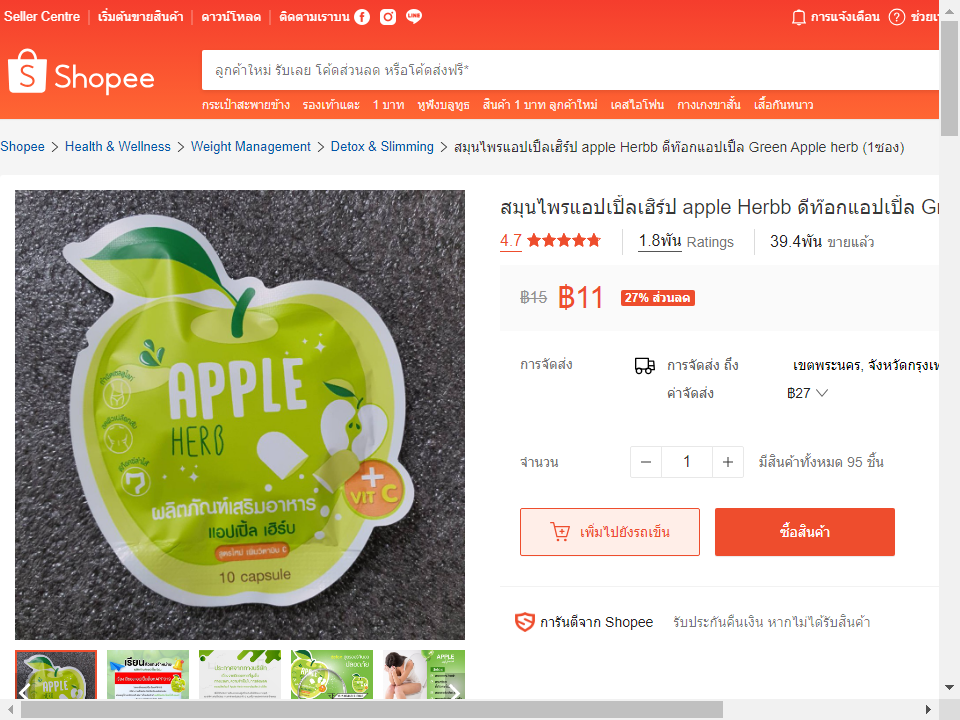 Seller Centre เริ่มต้นขายสินค้า ดาวน์โหลด ติดตามเราบน LINE การแจ้งเตือน
Shopee
ลูกค้าใหม่ รับเลย โค้ดส่วนลด หรือโค้ดส่งฟรี*
กระเป๋าสะพายข้าง รองเท้าแตะ 1 บาท หูฟังบลูทูธ สินค้า 1 บาท ลูกค้าใหม่ เคสไอโฟน กางเกงขาสั้น เสื้อกันหนาว
Shopee > Health & Wellness > Weight Management > Detox & Slimming > สมุนไพรแอปเปิ้ลเฮิร์ป apple Herbb ดีท๊อกแอปเปิ้ล Green Apple herb (1ซอง)
สมุนไพรแอปเปิ้ลเฮิร์ป apple Herbb ดีท๊อกแอปเปิ้ล
4.7 1.8พัน Ratings 39.4พัน ขายแล้ว
฿15 ฿11 27% ส่วนลด
การจัดส่ง การจัดส่ง ถึง เขตพระนคร,
ค่าจัดส่ง ฿27
จำนวน − 1 + มีสินค้าทั้งหมด 95 ชิ้น
เพิ่มไปยังรถเข็น ซื้อสินค้า
การันตีจาก Shopee รับประกันคืนเงิน หากไม่ได้รับสินค้า
APPLE
HERB
+
VIT C
ผลิตภัณฑ์เสริมอาหาร
แอปเปิ้ล เฮิร์บ
สูตรใหม่ เพิ่มวิตามิน C
10 capsule
APPLE
เรียน
APPLE